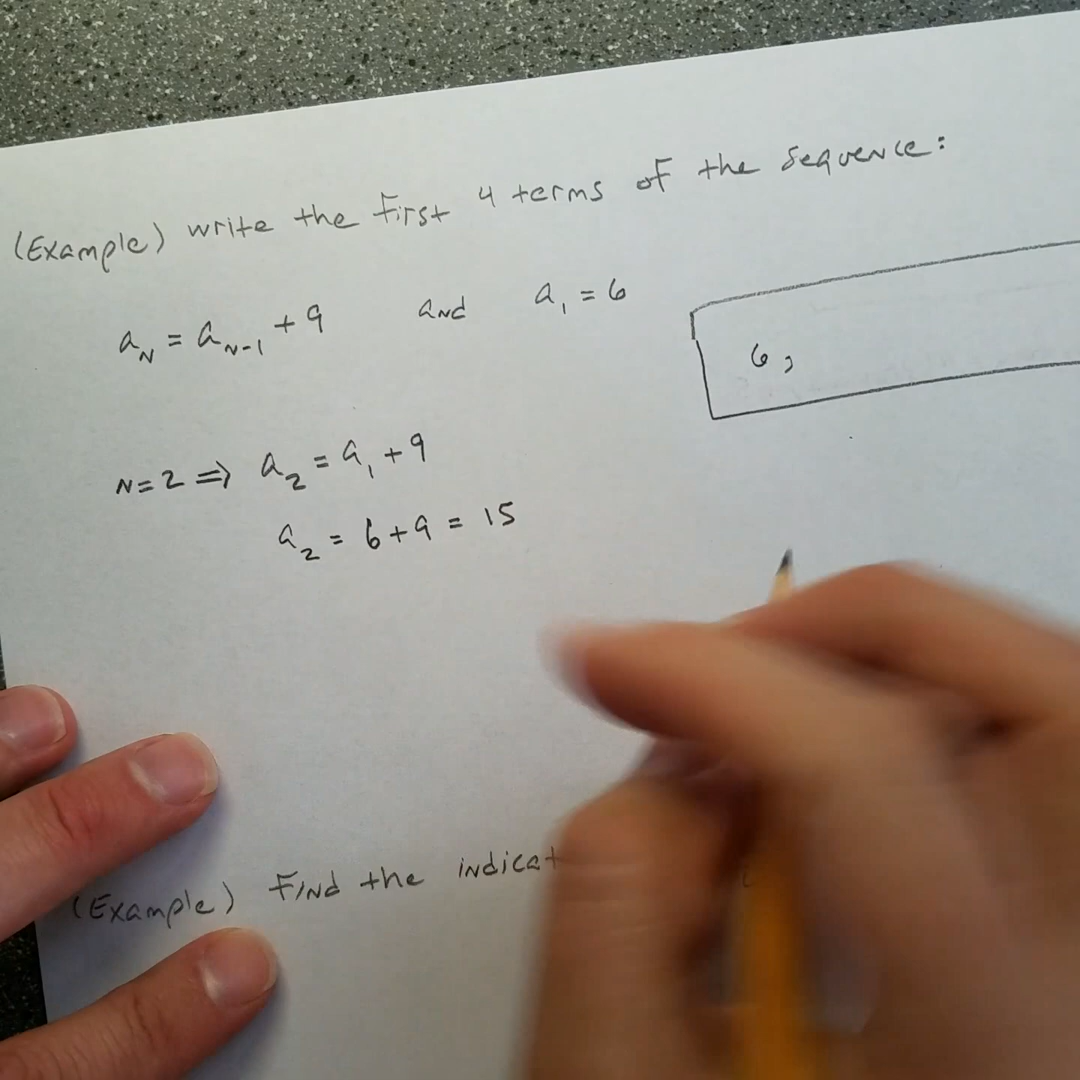 (Example) write the first 4 terms of the sequence:
a_N = a_{N-1} + 9 and a_1 = 6
6,
N=2 ⇒ a_2 = a_1 + 9
a_2 = 6+9 = 15
(Example) Find the